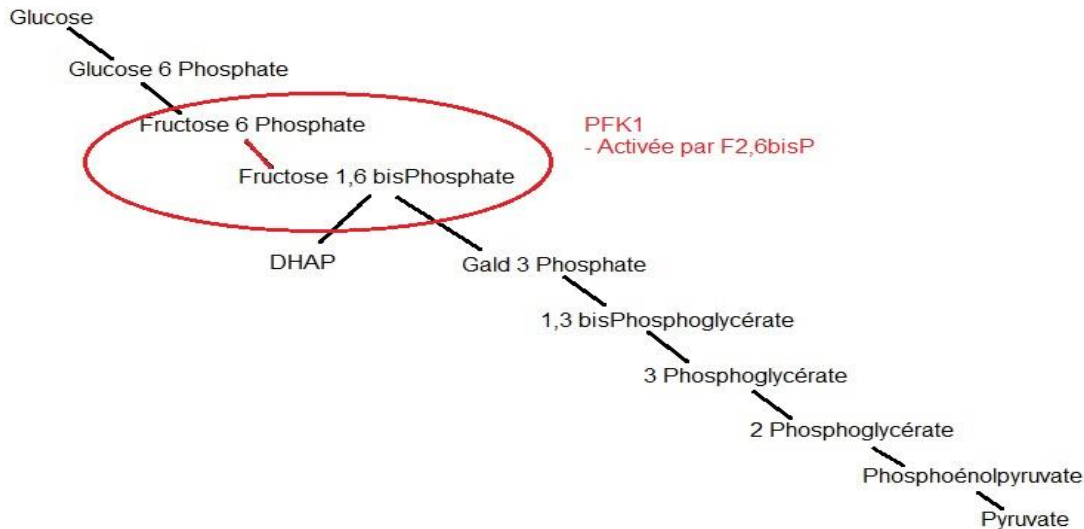 Glucose
Glucose 6 Phosphate
Fructose 6 Phosphate
PFK1
- Activée par F2,6bisP
Fructose 1,6 bisPhosphate
DHAP
Gald 3 Phosphate
1,3 bisPhosphoglycérate
3 Phosphoglycérate
2 Phosphoglycérate
Phosphoénolpyruvate
Pyruvate